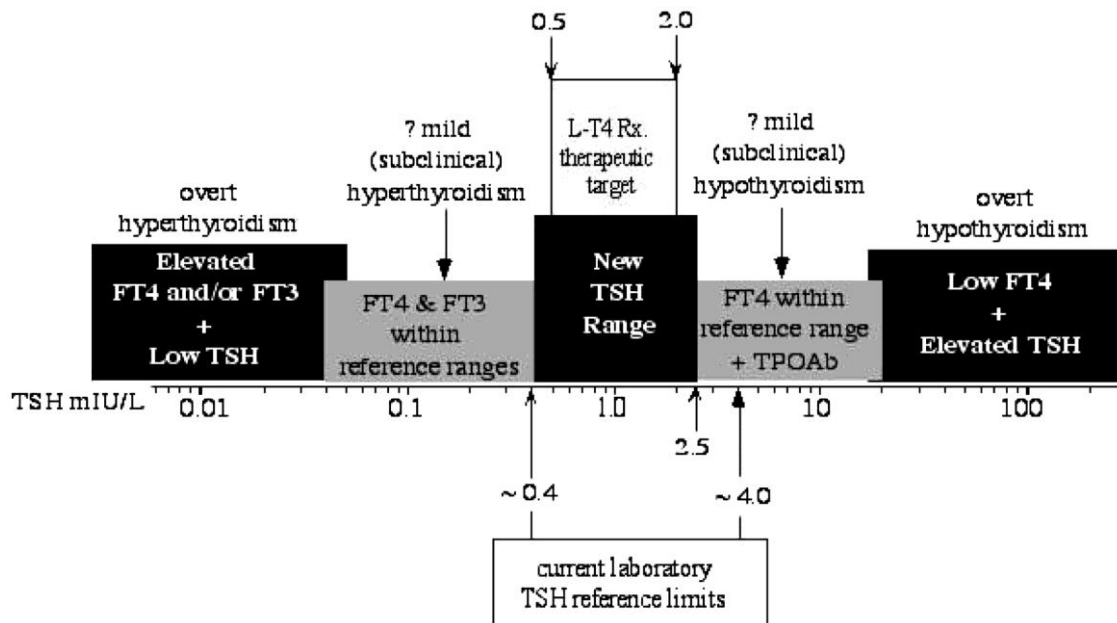 0.5
2.0
? mild
(subclinical)
hyperthyroidism
L-T4 Rx.
therapeutic
target
? mild
(subclinical)
hypothyroidism
overt
hyperthyroidism
overt
hypothyroidism
Elevated
FT4 and/or FT3
+
Low TSH
FT4 & FT3
within
reference ranges
New
TSH
Range
FT4 within
reference range
+ TPOAb
Low FT4
+
Elevated TSH
TSH mIU/L 0.01 0.1 1.0 10 100
2.5
~ 0.4
~ 4.0
current laboratory
TSH reference limits